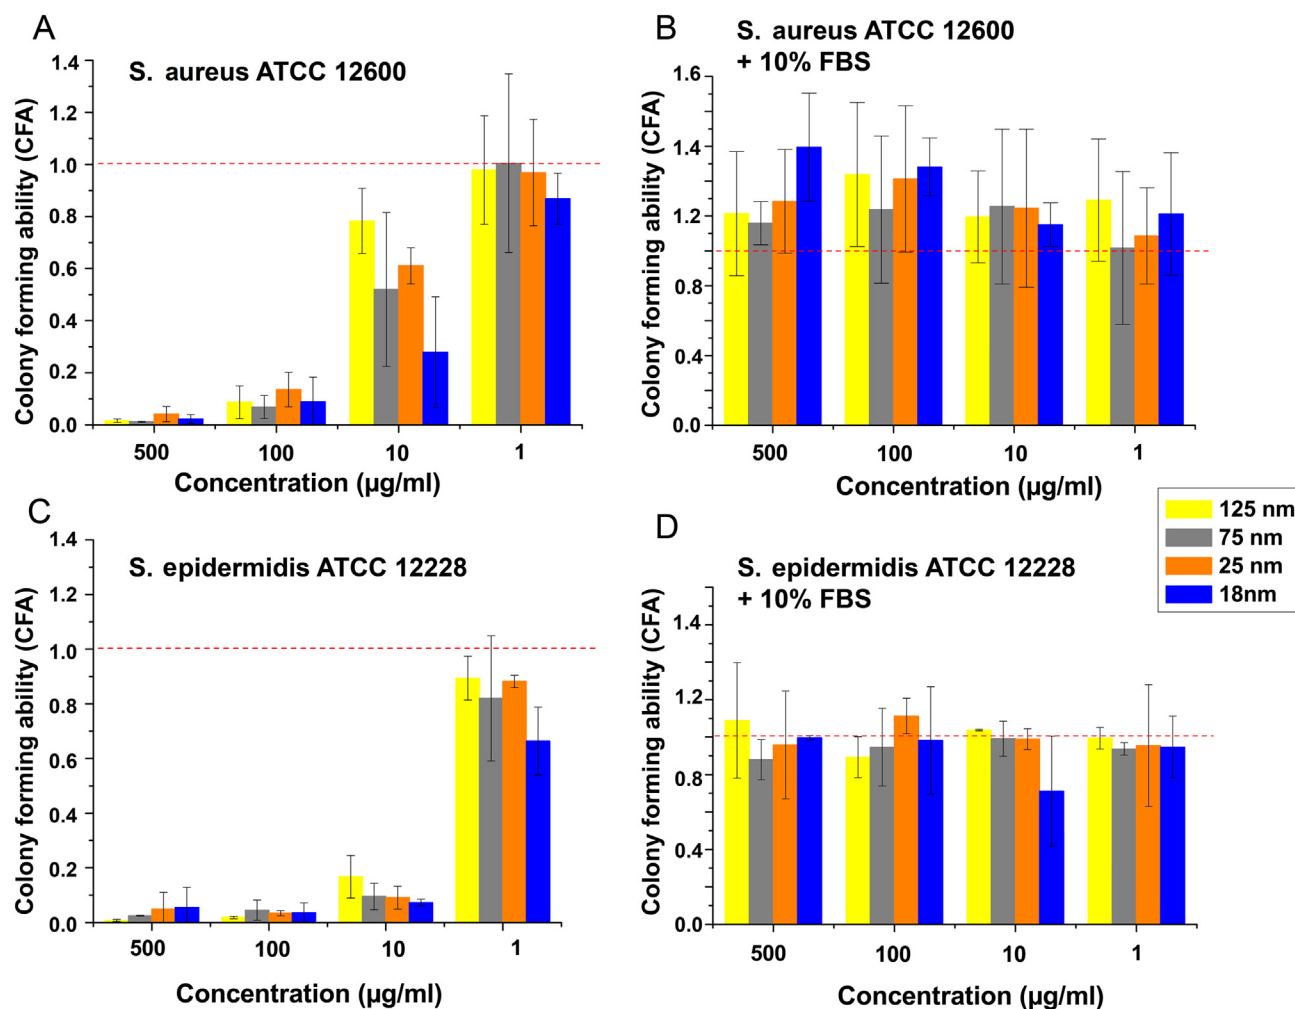 A
S. aureus ATCC 12600
Colony forming ability (CFA)
1.4
1.2
1.0
0.8
0.6
0.4
0.2
0.0
500 100 10 1
Concentration (µg/ml)
B
S. aureus ATCC 12600
+ 10% FBS
Colony forming ability (CFA)
1.6
1.4
1.2
0.8
0.4
0.0
500 100 10 1
Concentration (µg/ml)
C
S. epidermidis ATCC 12228
Colony forming ability (CFA)
1.4
1.2
1.0
0.8
0.6
0.4
0.2
0.0
500 100 10 1
Concentration (µg/ml)
D
S. epidermidis ATCC 12228
+ 10% FBS
Colony forming ability (CFA)
1.4
1.2
0.8
0.4
0.0
500 100 10 1
Concentration (µg/ml)
125 nm
75 nm
25 nm
18nm